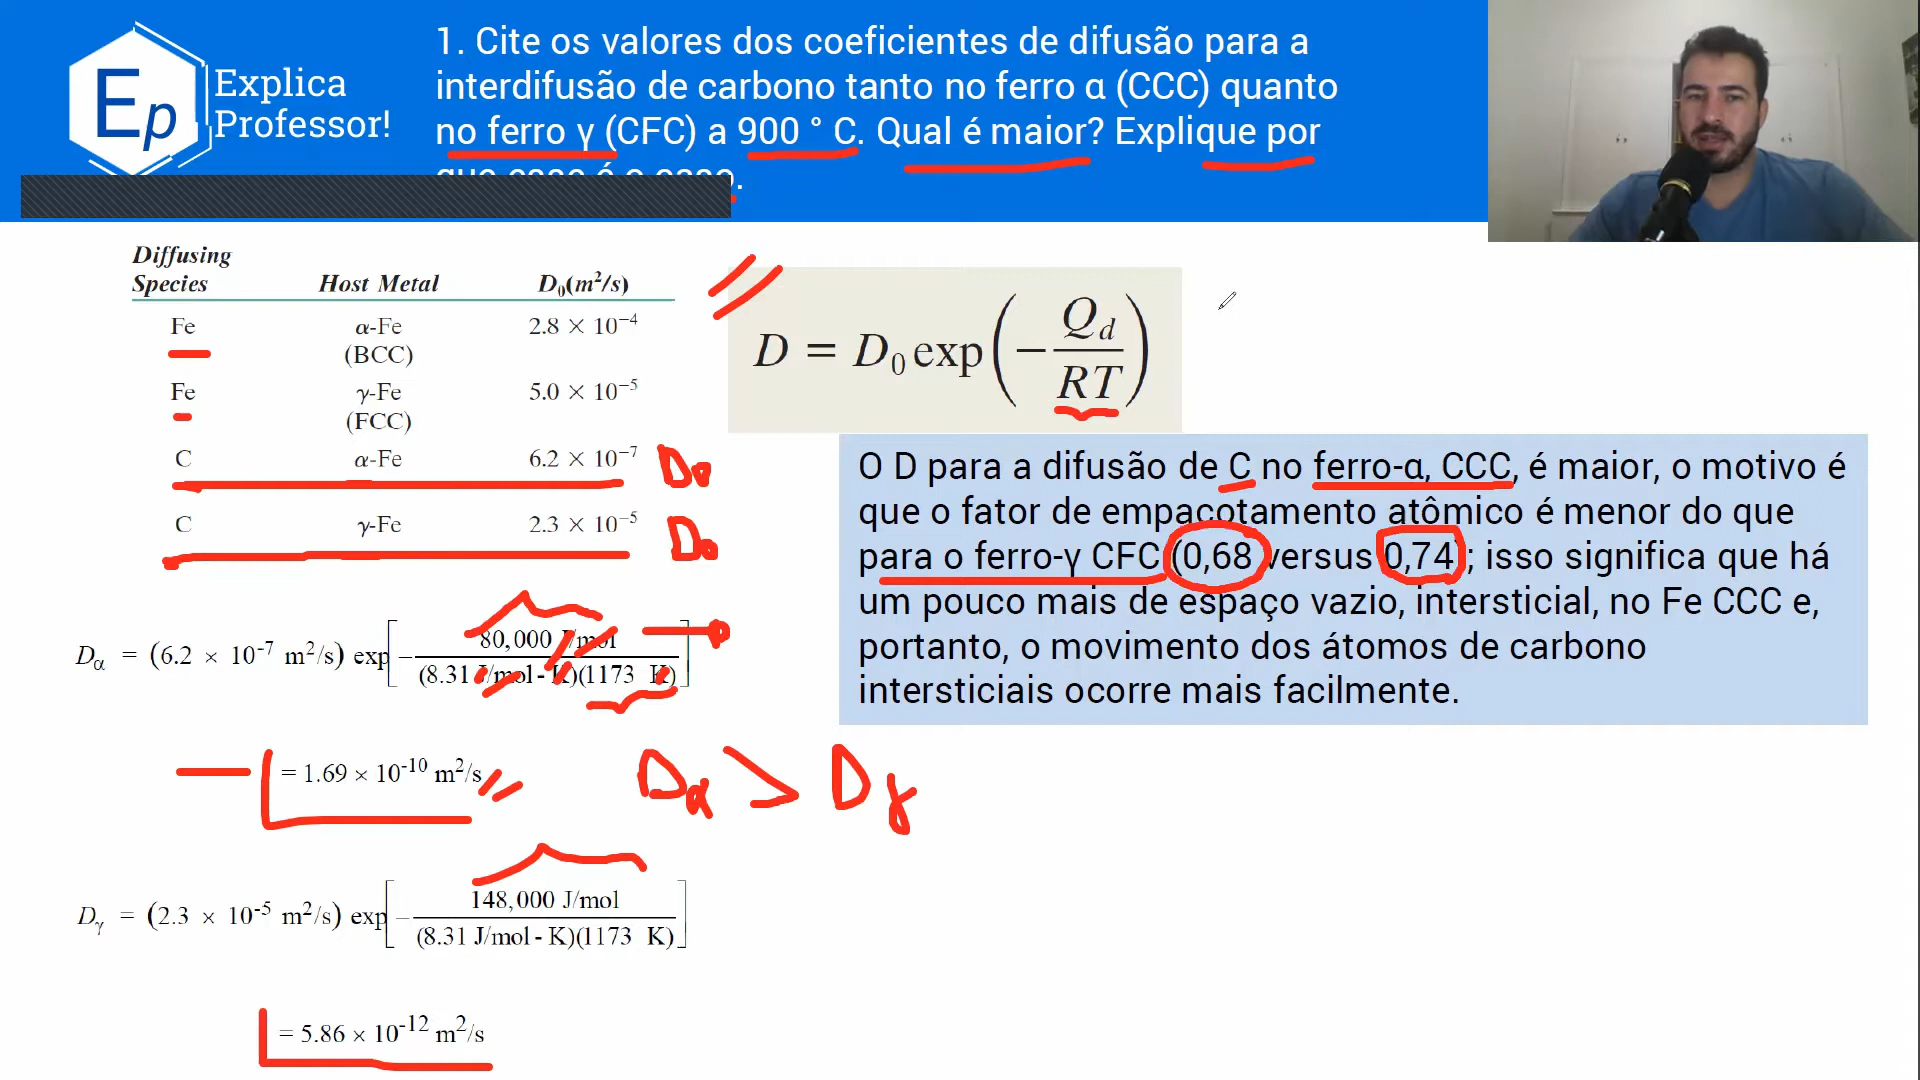 Ep
Explica
Professor!
1. Cite os valores dos coeficientes de difusão para a
interdifusão de carbono tanto no ferro α (CCC) quanto
no ferro γ (CFC) a 900 ° C. Qual é maior? Explique por
Diffusing
Species Host Metal D₀(m²/s)
Fe α-Fe 2.8 × 10⁻⁴
(BCC)
Fe γ-Fe 5.0 × 10⁻⁵
(FCC)
C α-Fe 6.2 × 10⁻⁷ D₀
C γ-Fe 2.3 × 10⁻⁵ D₀
D = D₀ exp(−Q_d/RT)
O D para a difusão de C no ferro-α, CCC, é maior, o motivo é
que o fator de empacotamento atômico é menor do que
para o ferro-γ CFC (0,68 versus 0,74); isso significa que há
um pouco mais de espaço vazio, intersticial, no Fe CCC e,
portanto, o movimento dos átomos de carbono
intersticiais ocorre mais facilmente.
Dα = (6.2 × 10⁻⁷ m²/s) exp[−80,000 J/mol/(8.31 J/mol - K)(1173 K)]
= 1.69 × 10⁻¹⁰ m²/s
Dα > Dγ
Dγ = (2.3 × 10⁻⁵ m²/s) exp[−148,000 J/mol/(8.31 J/mol - K)(1173 K)]
= 5.86 × 10⁻¹² m²/s